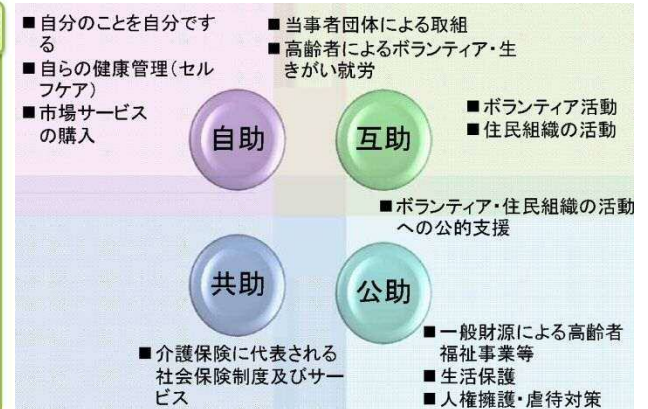 ■自分のことを自分でする
る
■自らの健康管理(セル
フケア)
■市場サービス
の購入
■当事者団体による取組
■高齢者によるボランティア・生
きがい就労
自助
互助
■ボランティア活動
■住民組織の活動
■ボランティア・住民組織の活動
への公的支援
共助
公助
■介護保険に代表される
社会保険制度及びサー
ビス
■一般財源による高齢者
福祉事業等
■生活保護
■人権擁護・虐待対策